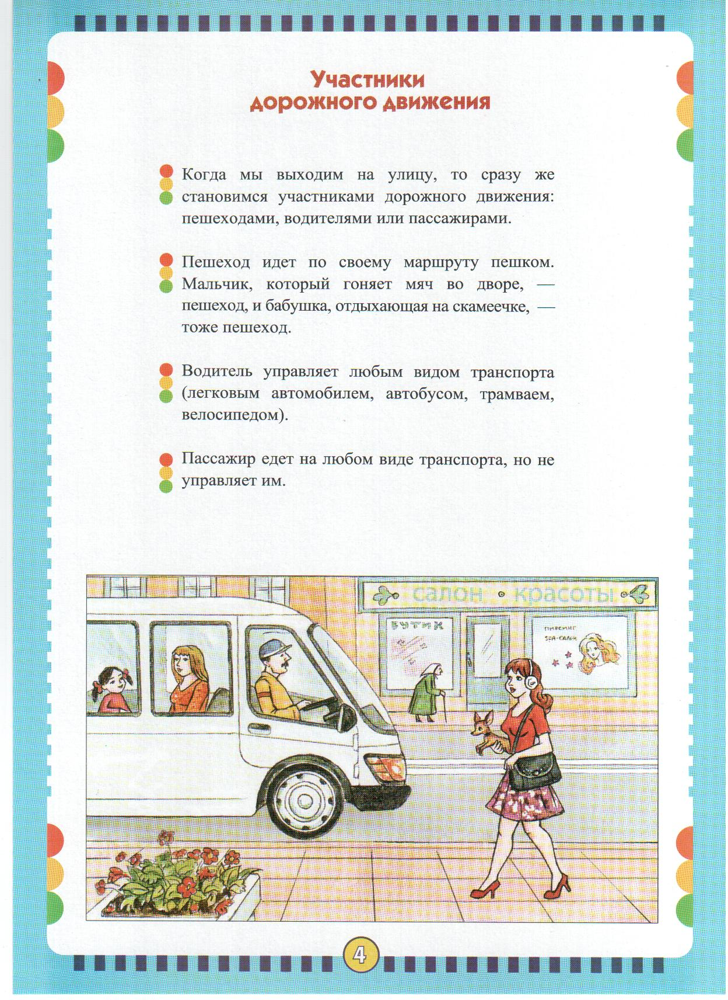 Участники
дорожного движения
Когда мы выходим на улицу, то сразу же
становимся участниками дорожного движения:
пешеходами, водителями или пассажирами.
Пешеход идет по своему маршруту пешком.
Мальчик, который гоняет мяч во дворе, —
пешеход, и бабушка, отдыхающая на скамеечке, —
тоже пешеход.
Водитель управляет любым видом транспорта
(легковым автомобилем, автобусом, трамваем,
велосипедом).
Пассажир едет на любом виде транспорта, но не
управляет им.
салон • красоты
БУТИК
ПИРСИНГ
SPA-САЛОН
4